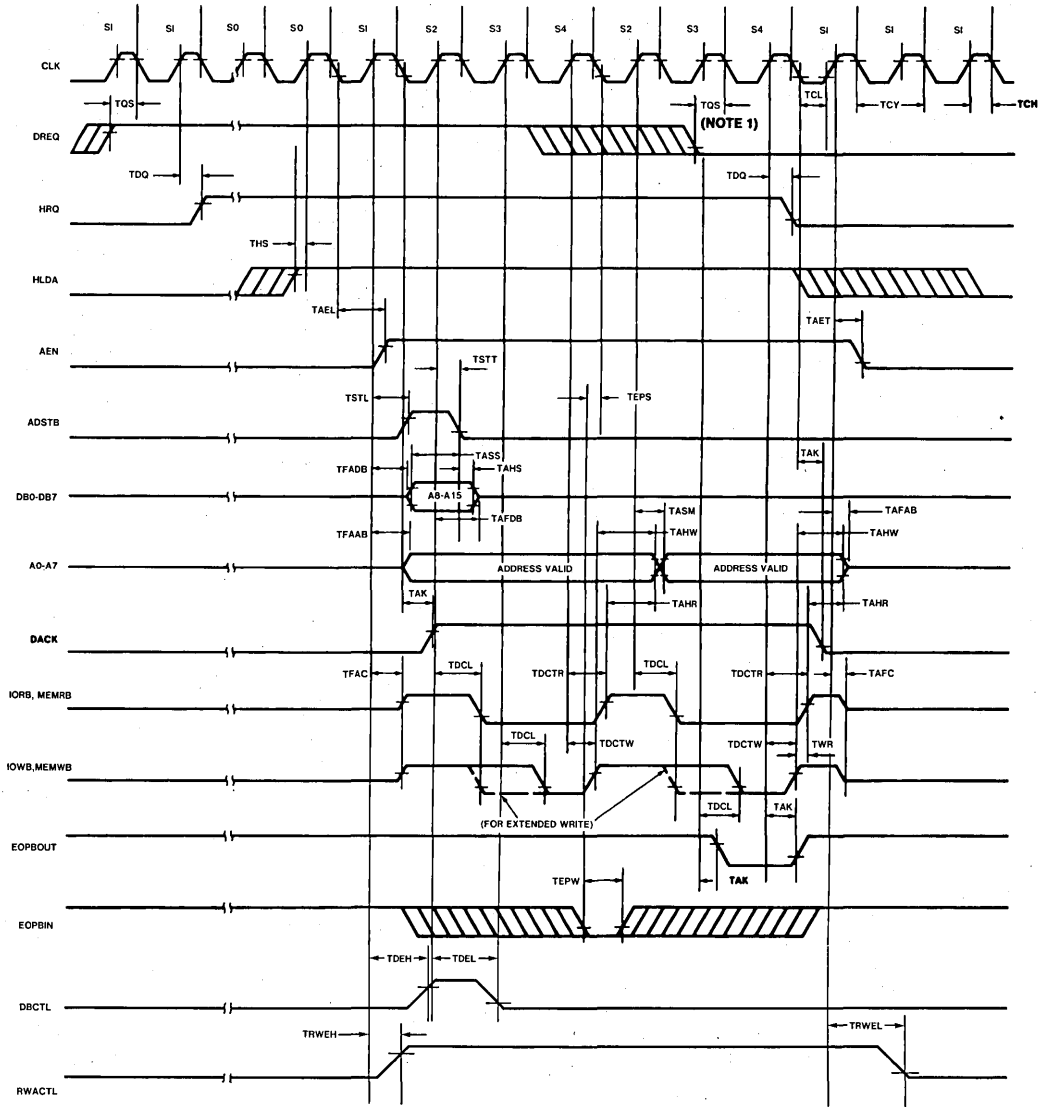 SI SI S0 S0 S1 S2 S3 S4 S2 S3 S4 SI SI SI
CLK
TCL
TQS TQS TCY TCH
(NOTE 1)
DREQ
TDQ TDQ
HRQ
THS
HLDA
TAEL TAET
AEN
TSTT
TSTL TEPS
ADSTB
TASS TAK
TFADB TAHS
DB0-DB7 A8-A15
TASM TAFAB
TAFDB
TFAAB TAHW TAHW
A0-A7 ADDRESS VALID ADDRESS VALID
TAK TAHR TAHR
DACK
TFAC TDCL TDCTR TDCL TDCTR TAFC
IORB, MEMRB
TDCL TDCTW TDCTW TWR
IOWB,MEMWB
TDCL TAK
(FOR EXTENDED WRITE)
EOPBOUT
TEPW TAK
EOPBIN
TDEH TDEL
DBCTL
TRWEH TRWEL
RWACTL